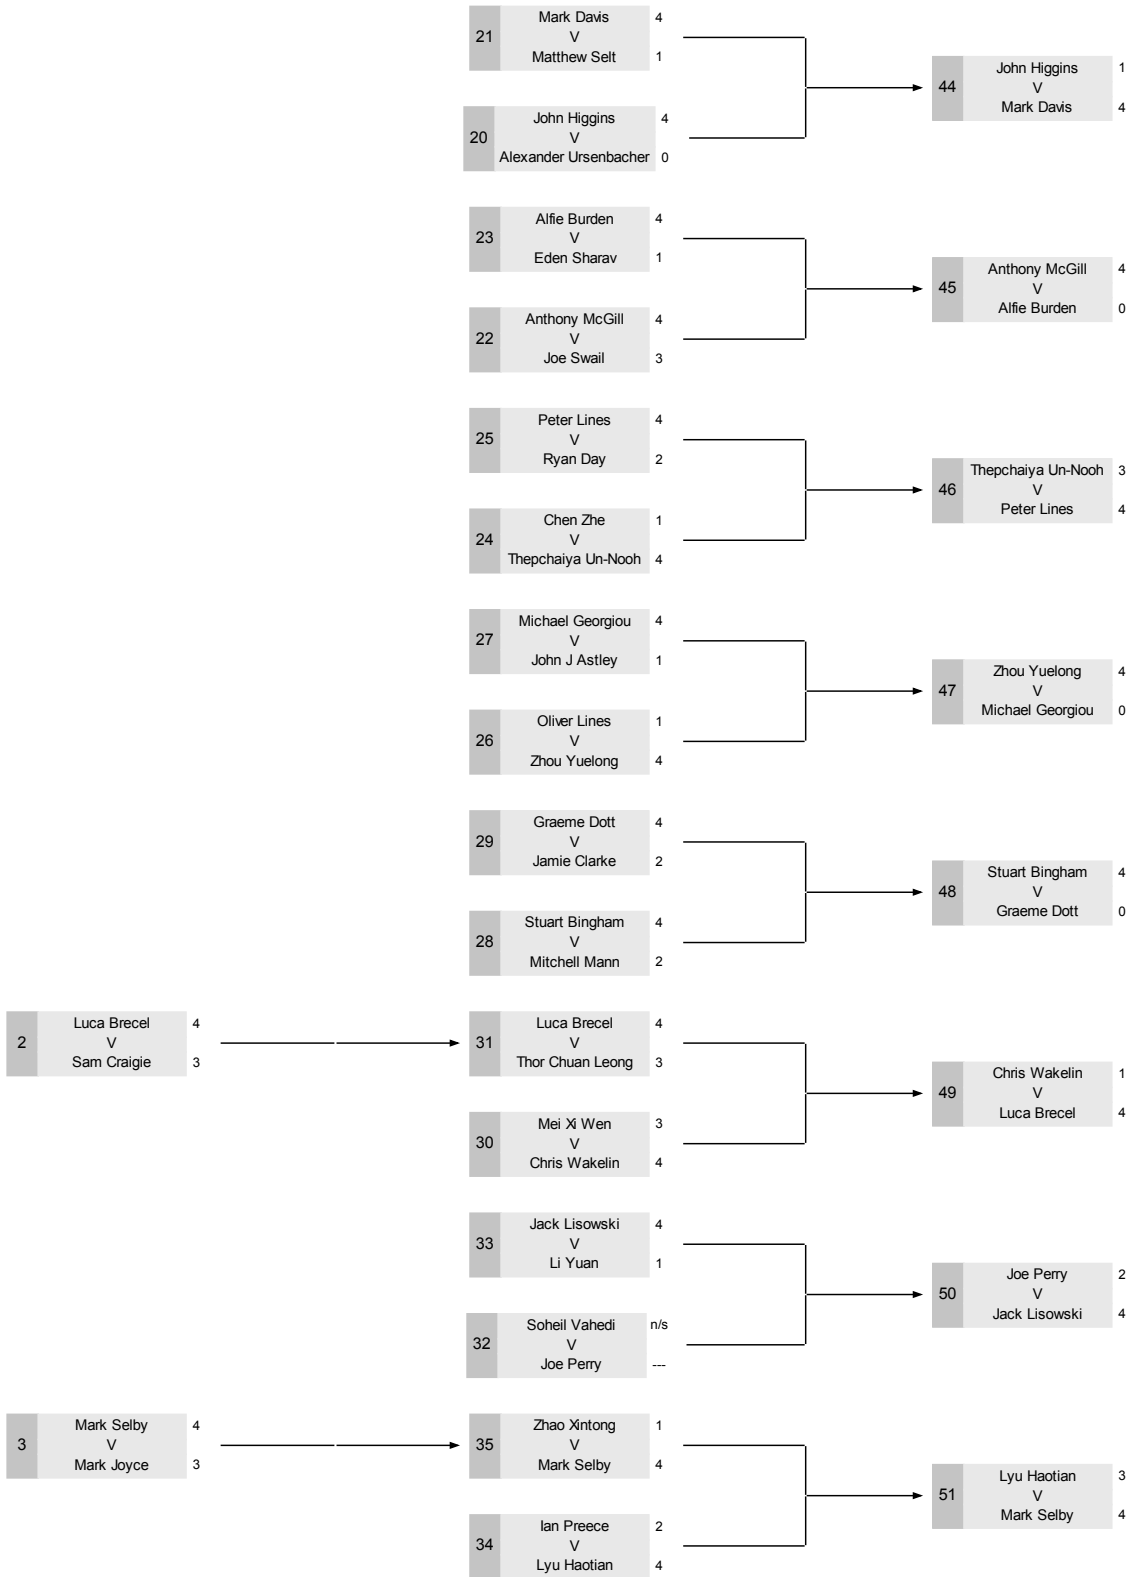 21
Mark Davis 4
V
Matthew Selt 1
44
John Higgins 1
V
Mark Davis 4
20
John Higgins 4
V
Alexander Ursenbacher 0
23
Alfie Burden 4
V
Eden Sharav 1
45
Anthony McGill 4
V
Alfie Burden 0
22
Anthony McGill 4
V
Joe Swail 3
25
Peter Lines 4
V
Ryan Day 2
46
Thepchaiya Un-Nooh 3
V
Peter Lines 4
24
Chen Zhe 1
V
Thepchaiya Un-Nooh 4
27
Michael Georgiou 4
V
John J Astley 1
47
Zhou Yuelong 4
V
Michael Georgiou 0
26
Oliver Lines 1
V
Zhou Yuelong 4
29
Graeme Dott 4
V
Jamie Clarke 2
48
Stuart Bingham 4
V
Graeme Dott 0
28
Stuart Bingham 4
V
Mitchell Mann 2
2
Luca Brecel 4
V
Sam Craigie 3
31
Luca Brecel 4
V
Thor Chuan Leong 3
49
Chris Wakelin 1
V
Luca Brecel 4
30
Mei Xi Wen 3
V
Chris Wakelin 4
33
Jack Lisowski 4
V
Li Yuan 1
50
Joe Perry 2
V
Jack Lisowski 4
32
Soheil Vahedi n/s
V
Joe Perry ---
3
Mark Selby 4
V
Mark Joyce 3
35
Zhao Xintong 1
V
Mark Selby 4
51
Lyu Haotian 3
V
Mark Selby 4
34
Ian Preece 2
V
Lyu Haotian 4